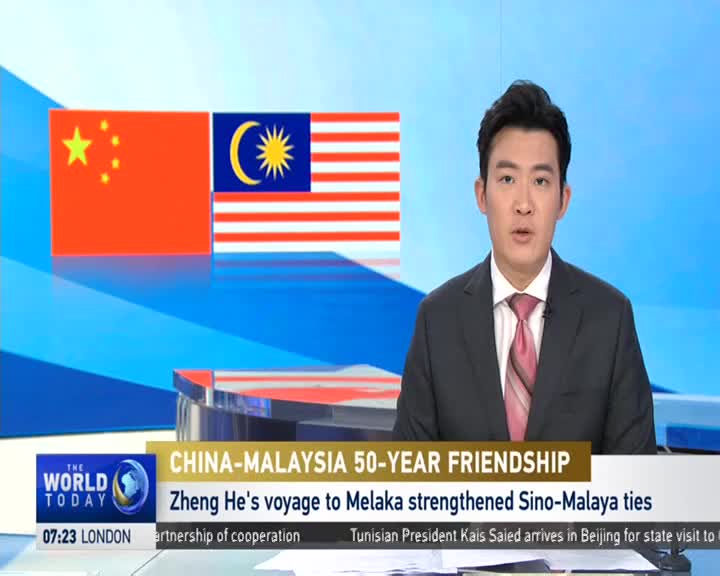 CHINA-MALAYSIA 50-YEAR FRIENDSHIP
THE
WORLD
TODAY
Zheng He's voyage to Melaka strengthened Sino-Malaya ties
07:23 LONDON
artnership of cooperation
Tunisian President Kais Saied arrives in Beijing for state visit to